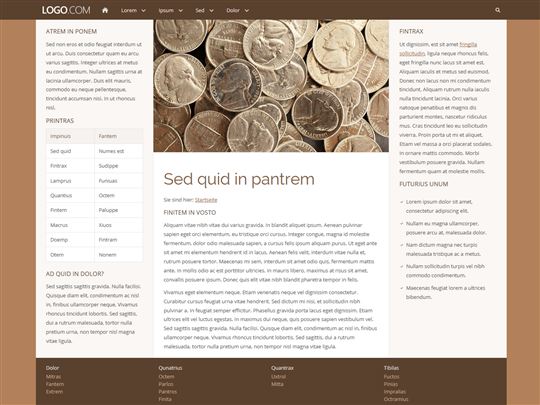 LOGO.COM Lorem Ipsum Sed Dolor
ATREM IN PONEM
Sed non eros et odio feugiat interdum ut
ut arcu. Duis consectetur quam eu arcu
varius sagittis. Integer ultrices at metus
eu condimentum. Nullam sagittis urna at
lacinia ullamcorper. Duis elit mauris,
commodo eu neque pellentesque,
tincidunt accumsan nisi. In ut rhoncus
nisl.
PRINTRAS
Impinus Fantem
Sed quid Numes est
Fintrax Sudippe
Lamprus Funiuas
Quantius Octem
Fintem Paluppe
Macrus Xiuos
Doemp Fintram
Otem Nonem
AD QUID IN DOLOR?
Sed sagittis sagittis gravida. Nulla facilisi.
Quisque diam elit, condimentum at enim
in, finibus ullamcorper neque. Vivamus
rhoncus tincidunt lobortis. Sed sagittis,
dui a rutrum malesuada, tortor nulla
pretium urna, non tempor magna nisl
vitae ligula.
Sed quid in pantrem
Sie sind hier: Startseite
FINITEM IN VOSTO
Aliquam vitae nibh vitae dui varius gravida. In blandit aliquet ipsum. Aenean pulvinar
sapien eget orci elementum, eu tristique orci cursus. Integer congue, magna id molestie
fermentum, dolor odio malesuada sapien, a cursus felis ipsum aliquam purus. Ut eget ante
sit amet mi elementum hendrerit id in lacus. Aenean felis velit, interdum vitae nulla et,
rutrum posuere tortor. Maecenas mi sem, interdum sit amet odio quis, fermentum mattis
ante. In mollis odio ac est porttitor ultricies. In mauris libero, maximus at risus sit amet,
convallis posuere ipsum. Donec quis elit vitae nibh blandit pharetra tempor in felis.
Vivamus eget elementum neque. Etiam venenatis neque vel dignissim consectetur.
Curabitur cursus feugiat urna vitae hendrerit. Sed dictum mi nisi, et sollicitudin nibh
pulvinar a. In feugiat semper efficitur. Phasellus gravida porta lacus eget dignissim. Etiam
ultrices elit vel luctus egestas. In maximus dui neque, quis posuere sapien vestibulum vel.
Sed sagittis sagittis gravida. Nulla facilisi. Quisque diam elit, condimentum at enim in, finibus
ullamcorper neque. Vivamus rhoncus tincidunt lobortis. Sed sagittis, dui a rutrum malesuada,
tortor nulla pretium urna, non tempor magna nisl vitae ligula.
FINTRAX
Ut dignissim, est sit amet fringilla
sollicitudin, ligula neque rhoncus felis,
eget fringilla nunc lacus sit amet est.
Aliquam iaculis et metus sed euismod.
Donec non lacus non mi condimentum
tincidunt. Aliquam rutrum nulla iaculis
nulla tincidunt lacinia. Orci varius
natoque penatibus et magnis dis
parturient montes, nascetur ridiculus
mus. Cras tincidunt leo eu sollicitudin
viverra. Proin eu orci sit amet aliquet.
Etiam vel massa a orci placerat sodales,
in ornare mattis commodo. Morbi
vestibulum posuere gravida. Nullam
fermentum quam at molestie mollis.
FUTURIUS UNUM
Lorem ipsum dolor sit amet,
consectetur adipiscing elit.
Nullam eu magna ullamcorper,
posuere arcu at, malesuada dolor.
Nam dictum magna nec turpis
malesuada tristique ac a metus.
Nullam sollicitudin turpis vel nibh
commodo condimentum.
Maecenas feugiat lorem a ultrices
bibendum.
Dolor Qunatrius Quantrax Tibilas
Mitras Octem Uxtrol Fuctos
Fantem Parlos Mitta Pinias
Extrem Pantros Impralias
Finita Octramius